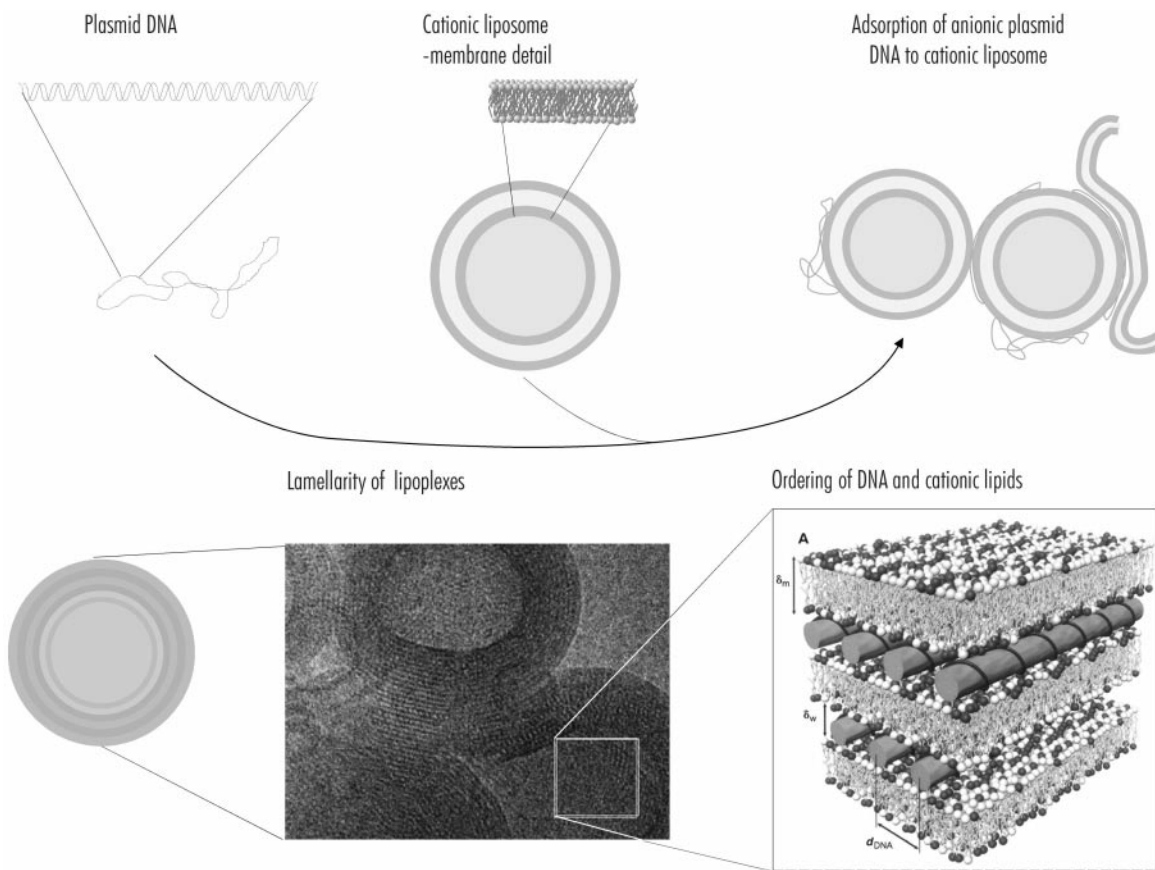 Plasmid DNA
Cationic liposome
-membrane detail
Adsorption of anionic plasmid
DNA to cationic liposome
Lamellarity of lipoplexes
Ordering of DNA and cationic lipids
A
δm
δw
dDNA